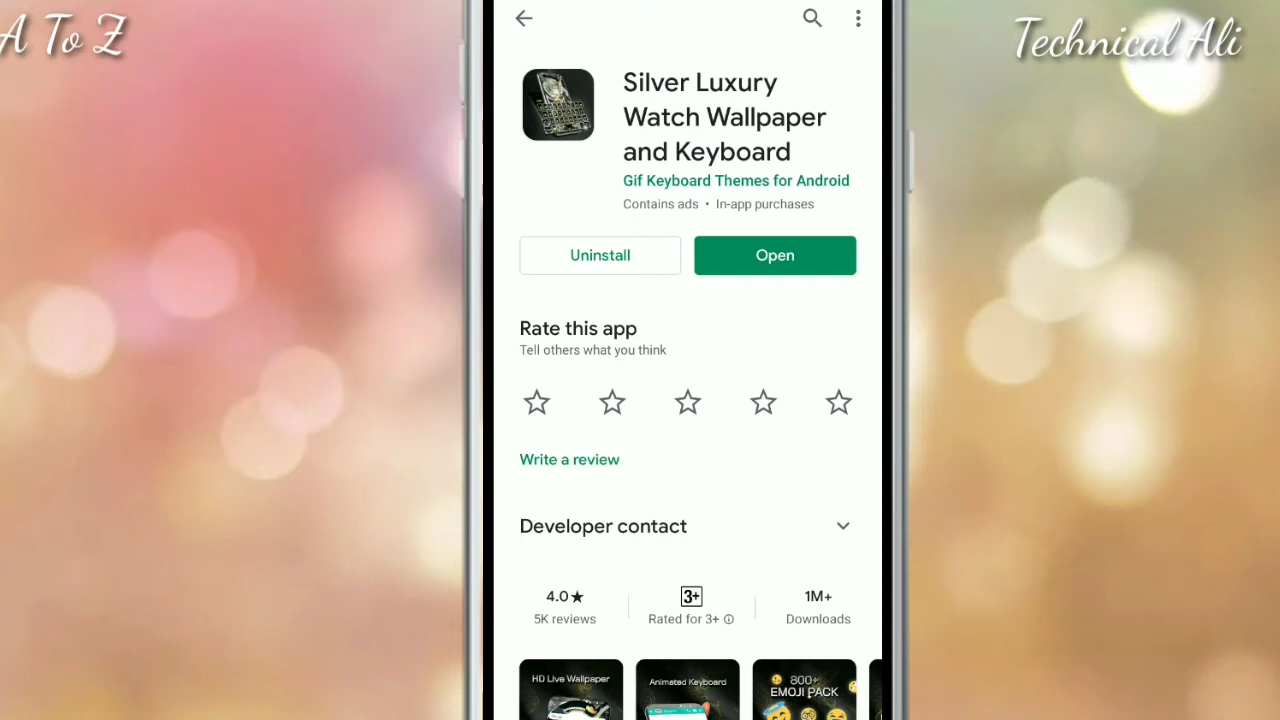 A To Z
Technical Ali
Silver Luxury
Watch Wallpaper
and Keyboard
Gif Keyboard Themes for Android
Contains ads • In-app purchases
Uninstall
Open
Rate this app
Tell others what you think
Write a review
Developer contact
4.0★
3+
1M+
5K reviews
Rated for 3+
Downloads
HD Live Wallpaper
Animated Keyboard
800+
EMOJI PACK